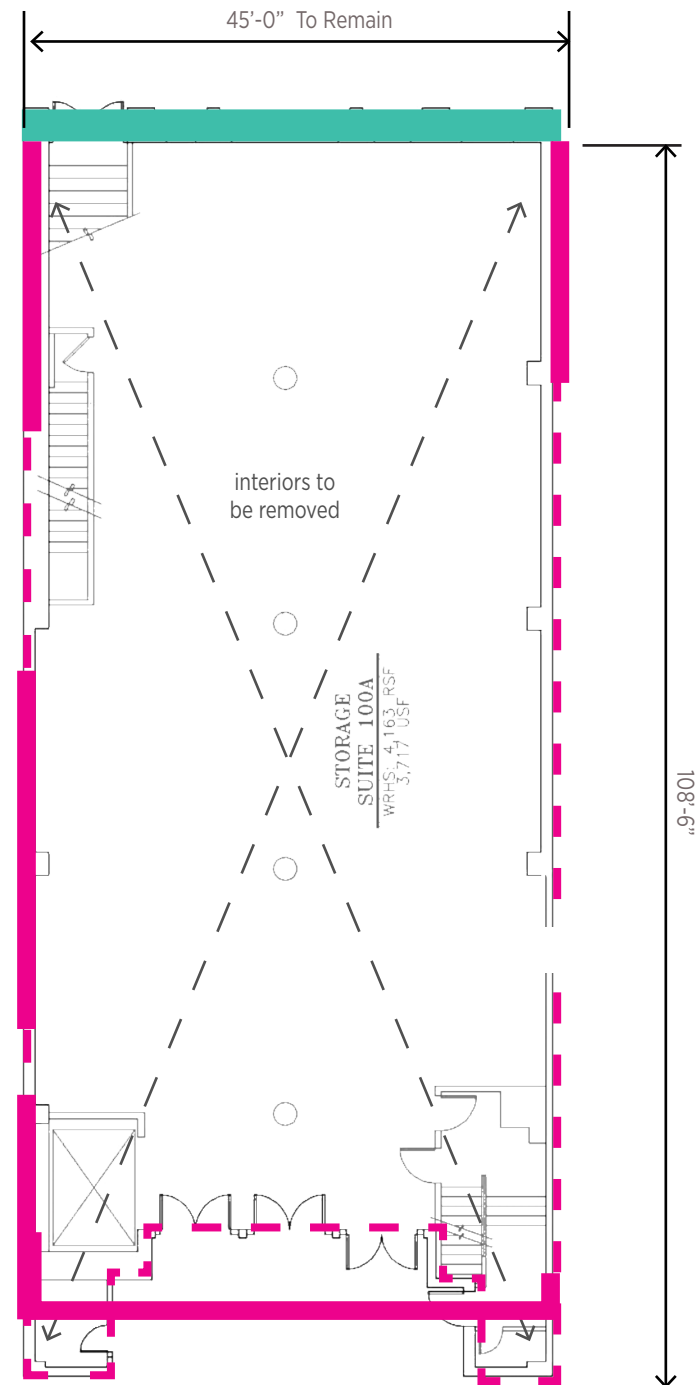 45'-0" To Remain
interiors to
be removed
STORAGE
SUITE 100A
WRHS: 4,163 RSF
3,717 USF
108'-6"